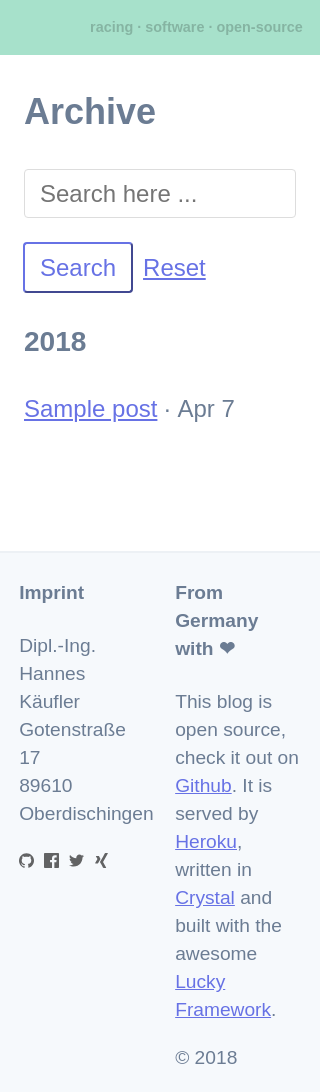 racing · software · open-source
Archive
Search here ...
Search Reset
2018
Sample post · Apr 7
Imprint
Dipl.-Ing.
Hannes
Käufler
Gotenstraße
17
89610
Oberdischingen
From
Germany
with ❤
This blog is
open source,
check it out on
Github. It is
served by
Heroku,
written in
Crystal and
built with the
awesome
Lucky
Framework.
© 2018